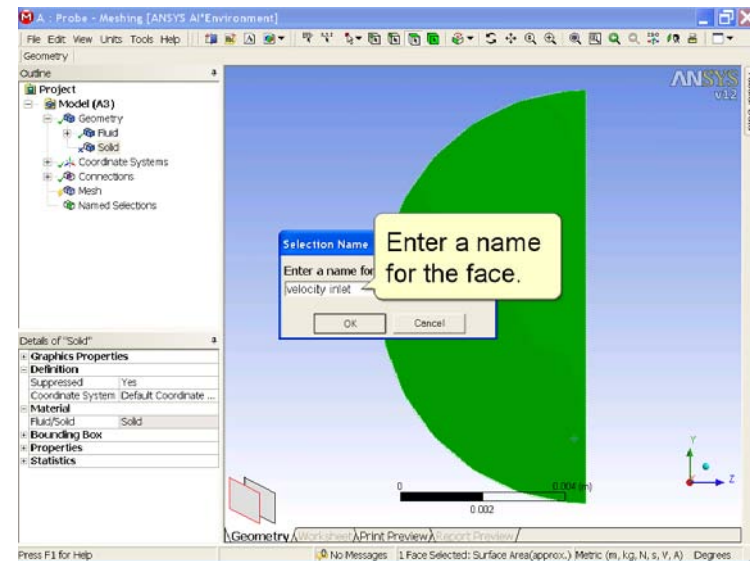 A : Probe - Meshing [ANSYS AI*Environment]
File Edit View Units Tools Help
Geometry
Outline
Project
Model (A3)
Geometry
Fluid
Solid
Coordinate Systems
Connections
Mesh
Named Selections
ANSYS
v12
Selection Name
Enter a name for
velocity inlet
OK Cancel
Enter a name
for the face.
Details of "Solid"
Graphics Properties
Definition
Suppressed Yes
Coordinate System Default Coordinate ...
Material
Fluid/Solid Solid
Bounding Box
Properties
Statistics
Y
Z
0 0.004 (m)
0.002
Geometry Worksheet Print Preview Report Preview
Press F1 for Help No Messages 1 Face Selected: Surface Area(approx.) Metric (m, kg, N, s, V, A) Degrees